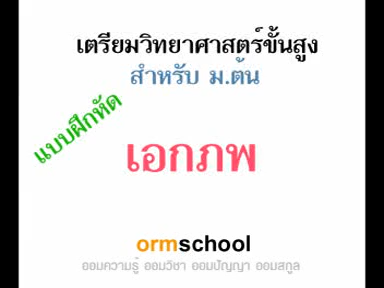 เตรียมวิทยาศาสตร์ขั้นสูง
สำหรับ ม.ต้น
แบบฝึกหัด
เอกภพ
ormschool
ออมความรู้ ออมวิชา ออมปัญญา ออมสกูล